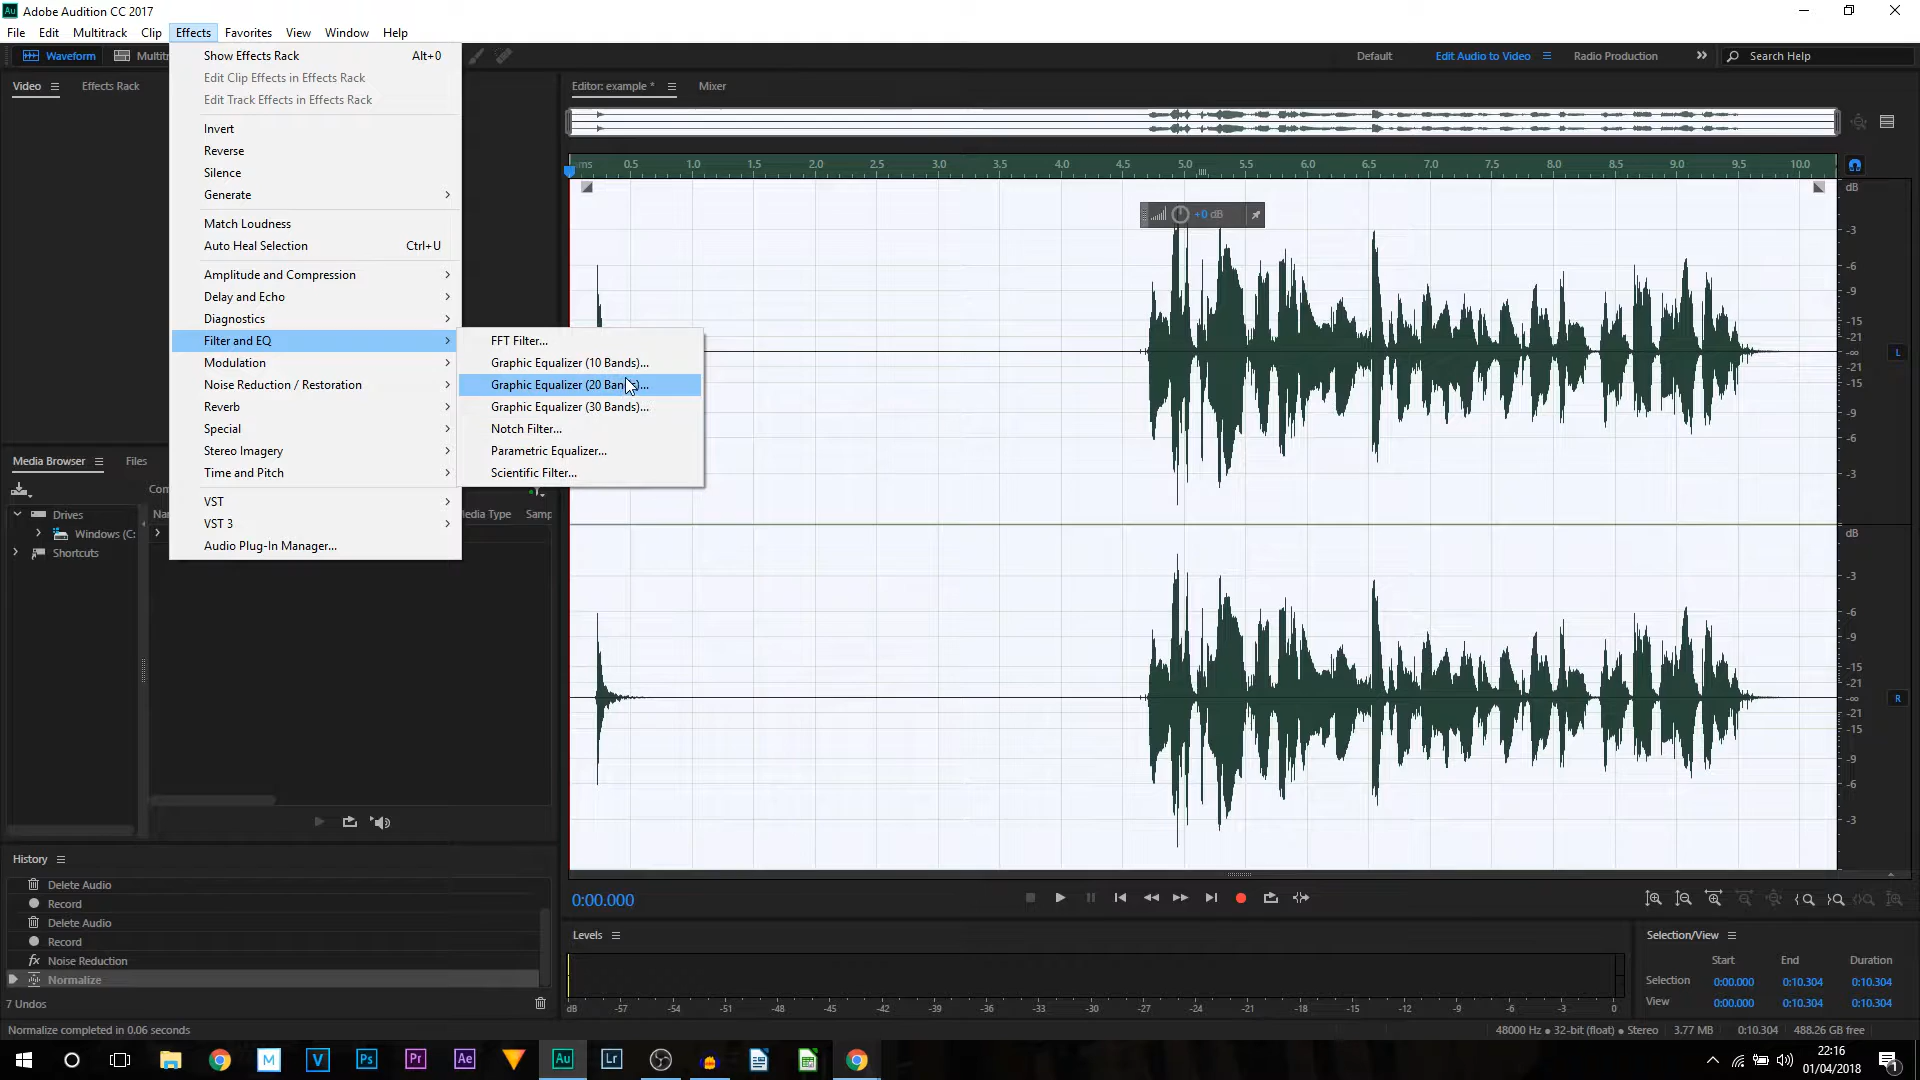 Adobe Audition CC 2017
File Edit Multitrack Clip Effects Favorites View Window Help
Waveform
Default Edit Audio to Video Radio Production Search Help
Show Effects Rack Alt+0
Edit Clip Effects in Effects Rack
Edit Track Effects in Effects Rack
Invert
Reverse
Silence
Generate
Match Loudness
Auto Heal Selection Ctrl+U
Amplitude and Compression
Delay and Echo
Diagnostics
Filter and EQ
Modulation
Noise Reduction / Restoration
Reverb
Special
Stereo Imagery
Time and Pitch
VST
VST 3
Audio Plug-In Manager...
FFT Filter...
Graphic Equalizer (10 Bands)...
Graphic Equalizer (20 Bands)...
Graphic Equalizer (30 Bands)...
Notch Filter...
Parametric Equalizer...
Scientific Filter...
Video Effects Rack
Media Browser Files
Drives
Windows (C:
Shortcuts
Media Type Samp
Editor: example * Mixer
ms 0.5 1.0 1.5 2.0 2.5 3.0 3.5 4.0 4.5 5.0 5.5 6.0 6.5 7.0 7.5 8.0 8.5 9.0 9.5 10.0
+0 dB
dB
-3
-6
-9
-15
-21
-∞
-21
-15
-9
-6
-3
L
dB
-3
-6
-9
-15
-21
-∞
-21
-15
-9
-6
-3
R
History
Delete Audio
Record
Delete Audio
Record
fx Noise Reduction
Normalize
7 Undos
0:00.000
Levels
dB -57 -54 -51 -48 -45 -42 -39 -36 -33 -30 -27 -24 -21 -18 -15 -12 -9 -6 -3 0
Selection/View
Start End Duration
Selection 0:00.000 0:10.304 0:10.304
View 0:00.000 0:10.304 0:10.304
Normalize completed in 0.06 seconds
48000 Hz • 32-bit (float) • Stereo 3.77 MB 0:10.304 488.26 GB free
M V Ps Pr Ae Au Lr
22:16
01/04/2018
1